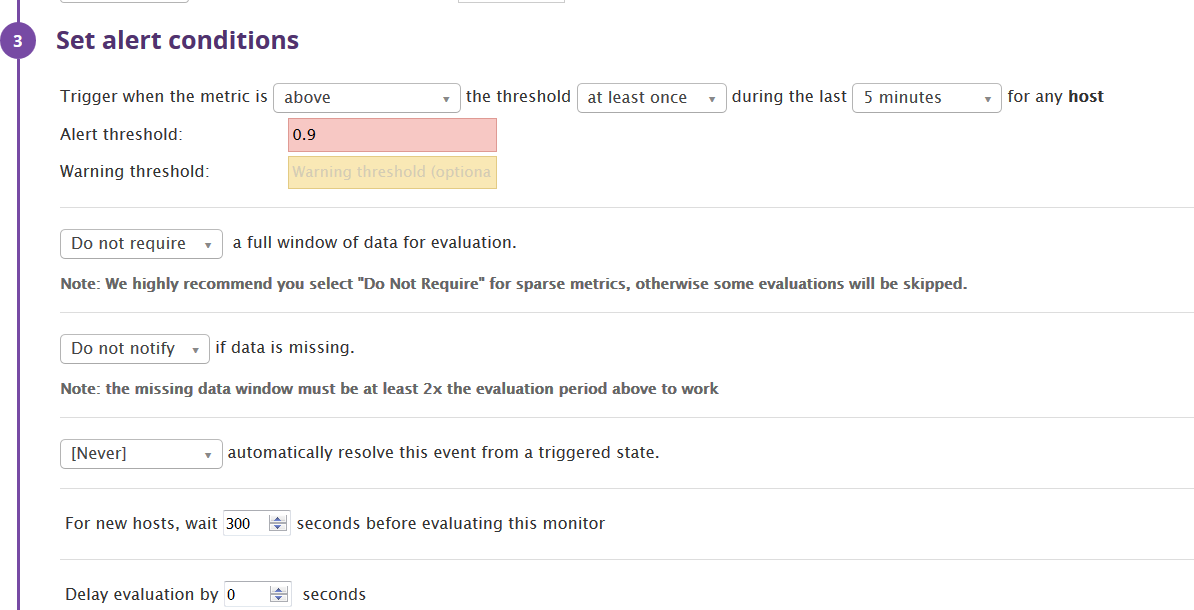 3 Set alert conditions
Trigger when the metric is above the threshold at least once during the last 5 minutes for any host
Alert threshold: 0.9
Warning threshold: Warning threshold (optiona
Do not require a full window of data for evaluation.
Note: We highly recommend you select "Do Not Require" for sparse metrics, otherwise some evaluations will be skipped.
Do not notify if data is missing.
Note: the missing data window must be at least 2x the evaluation period above to work
[Never] automatically resolve this event from a triggered state.
For new hosts, wait 300 seconds before evaluating this monitor
Delay evaluation by 0 seconds